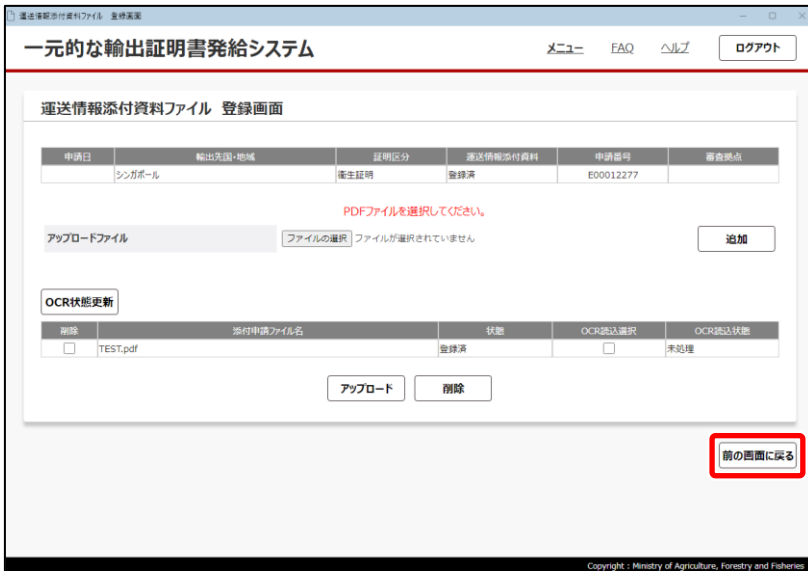 運送情報添付資料ファイル 登録画面
一元的な輸出証明書発給システム
メニュー FAQ ヘルプ ログアウト
運送情報添付資料ファイル 登録画面
申請日 輸出先国・地域 証明区分 運送情報添付資料 申請番号 審査拠点
シンガポール 衛生証明 登録済 E00012277
PDFファイルを選択してください。
アップロードファイル ファイルの選択 ファイルが選択されていません 追加
OCR状態更新
削除 添付申請ファイル名 状態 OCR読込選択 OCR読込状態
TEST.pdf 登録済 未処理
アップロード 削除
前の画面に戻る
Copyright : Ministry of Agriculture, Forestry and Fisheries